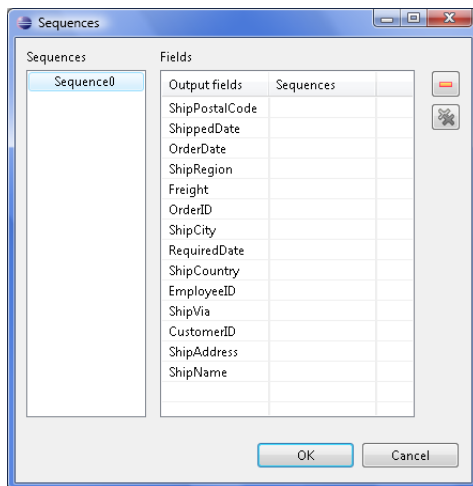 Sequences
Sequences
Fields
Sequence0
Output fields Sequences
ShipPostalCode
ShippedDate
OrderDate
ShipRegion
Freight
OrderID
ShipCity
RequiredDate
ShipCountry
EmployeeID
ShipVia
CustomerID
ShipAddress
ShipName
OK Cancel